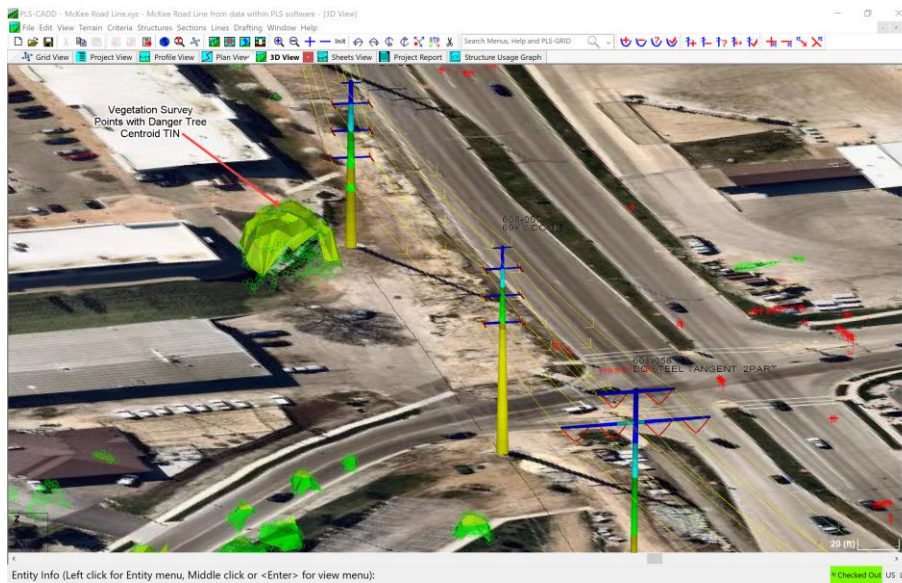 PLS-CADD - McKee Road Line.xyz - McKee Road Line from data within PLS software - [3D View]
File Edit View Terrain Criteria Structures Sections Lines Drafting Window Help
Init
Search Menus, Help and PLS-GRID
Grid View Project View Profile View Plan View 3D View Sheets View Project Report Structure Usage Graph
Vegetation Survey
Points with Danger Tree
Centroid TIN
DC STEEL TANGENT, 2PART
20 (ft)
Entity Info (Left click for Entity menu, Middle click or <Enter> for view menu):
Checked Out US